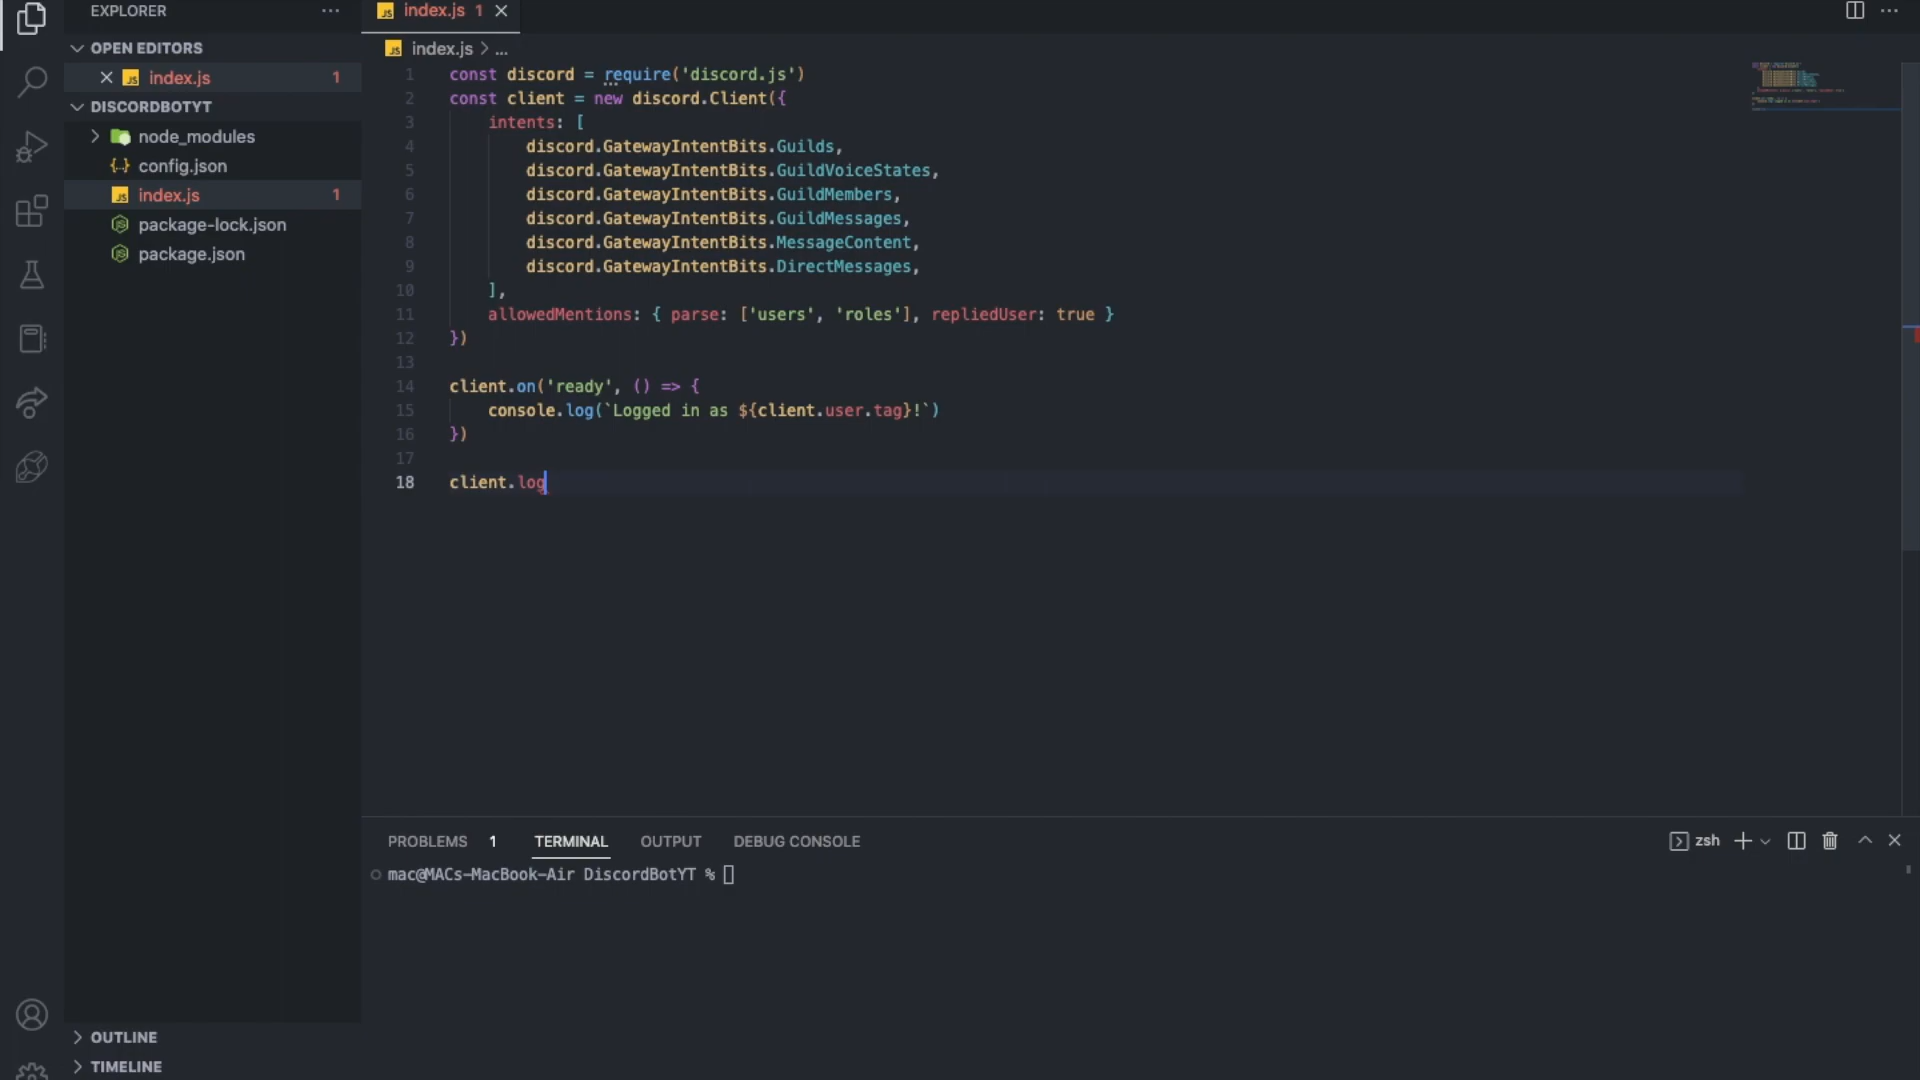 EXPLORER
OPEN EDITORS
index.js 1
DISCORDBOTYT
node_modules
config.json
index.js 1
package-lock.json
package.json
OUTLINE
TIMELINE
index.js 1
index.js > ...
1 const discord = require('discord.js')
2 const client = new discord.Client({
3 intents: [
4 discord.GatewayIntentBits.Guilds,
5 discord.GatewayIntentBits.GuildVoiceStates,
6 discord.GatewayIntentBits.GuildMembers,
7 discord.GatewayIntentBits.GuildMessages,
8 discord.GatewayIntentBits.MessageContent,
9 discord.GatewayIntentBits.DirectMessages,
10 ],
11 allowedMentions: { parse: ['users', 'roles'], repliedUser: true }
12 })
13
14 client.on('ready', () => {
15 console.log(`Logged in as ${client.user.tag}!`)
16 })
17
18 client.log
PROBLEMS 1 TERMINAL OUTPUT DEBUG CONSOLE zsh
mac@MACs-MacBook-Air DiscordBotYT %